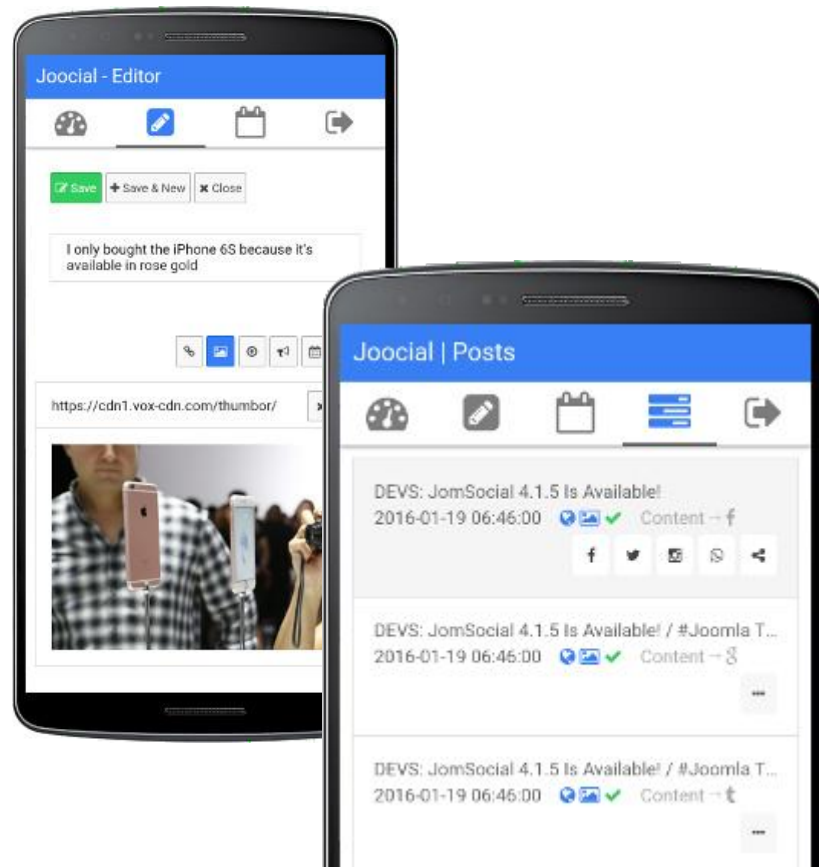 Joocial - Editor
Save
Save & New
Close
I only bought the iPhone 6S because it's
available in rose gold
https://cdn1.vox-cdn.com/thumbor/
Joocial | Posts
DEVS: JomSocial 4.1.5 Is Available!
2016-01-19 06:46:00 Content → f
DEVS: JomSocial 4.1.5 Is Available! / #Joomla T...
2016-01-19 06:46:00 Content → g
DEVS: JomSocial 4.1.5 Is Available! / #Joomla T...
2016-01-19 06:46:00 Content → t